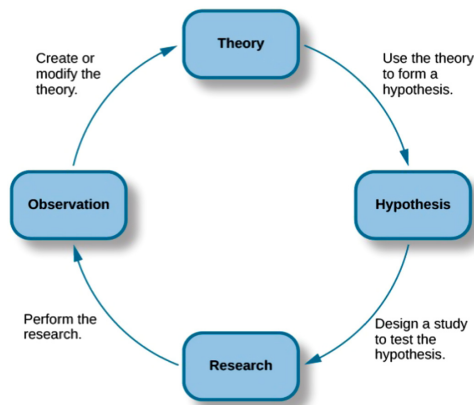 Theory
Create or
modify the
theory.
Use the theory
to form a
hypothesis.
Observation
Hypothesis
Perform the
research.
Design a study
to test the
hypothesis.
Research